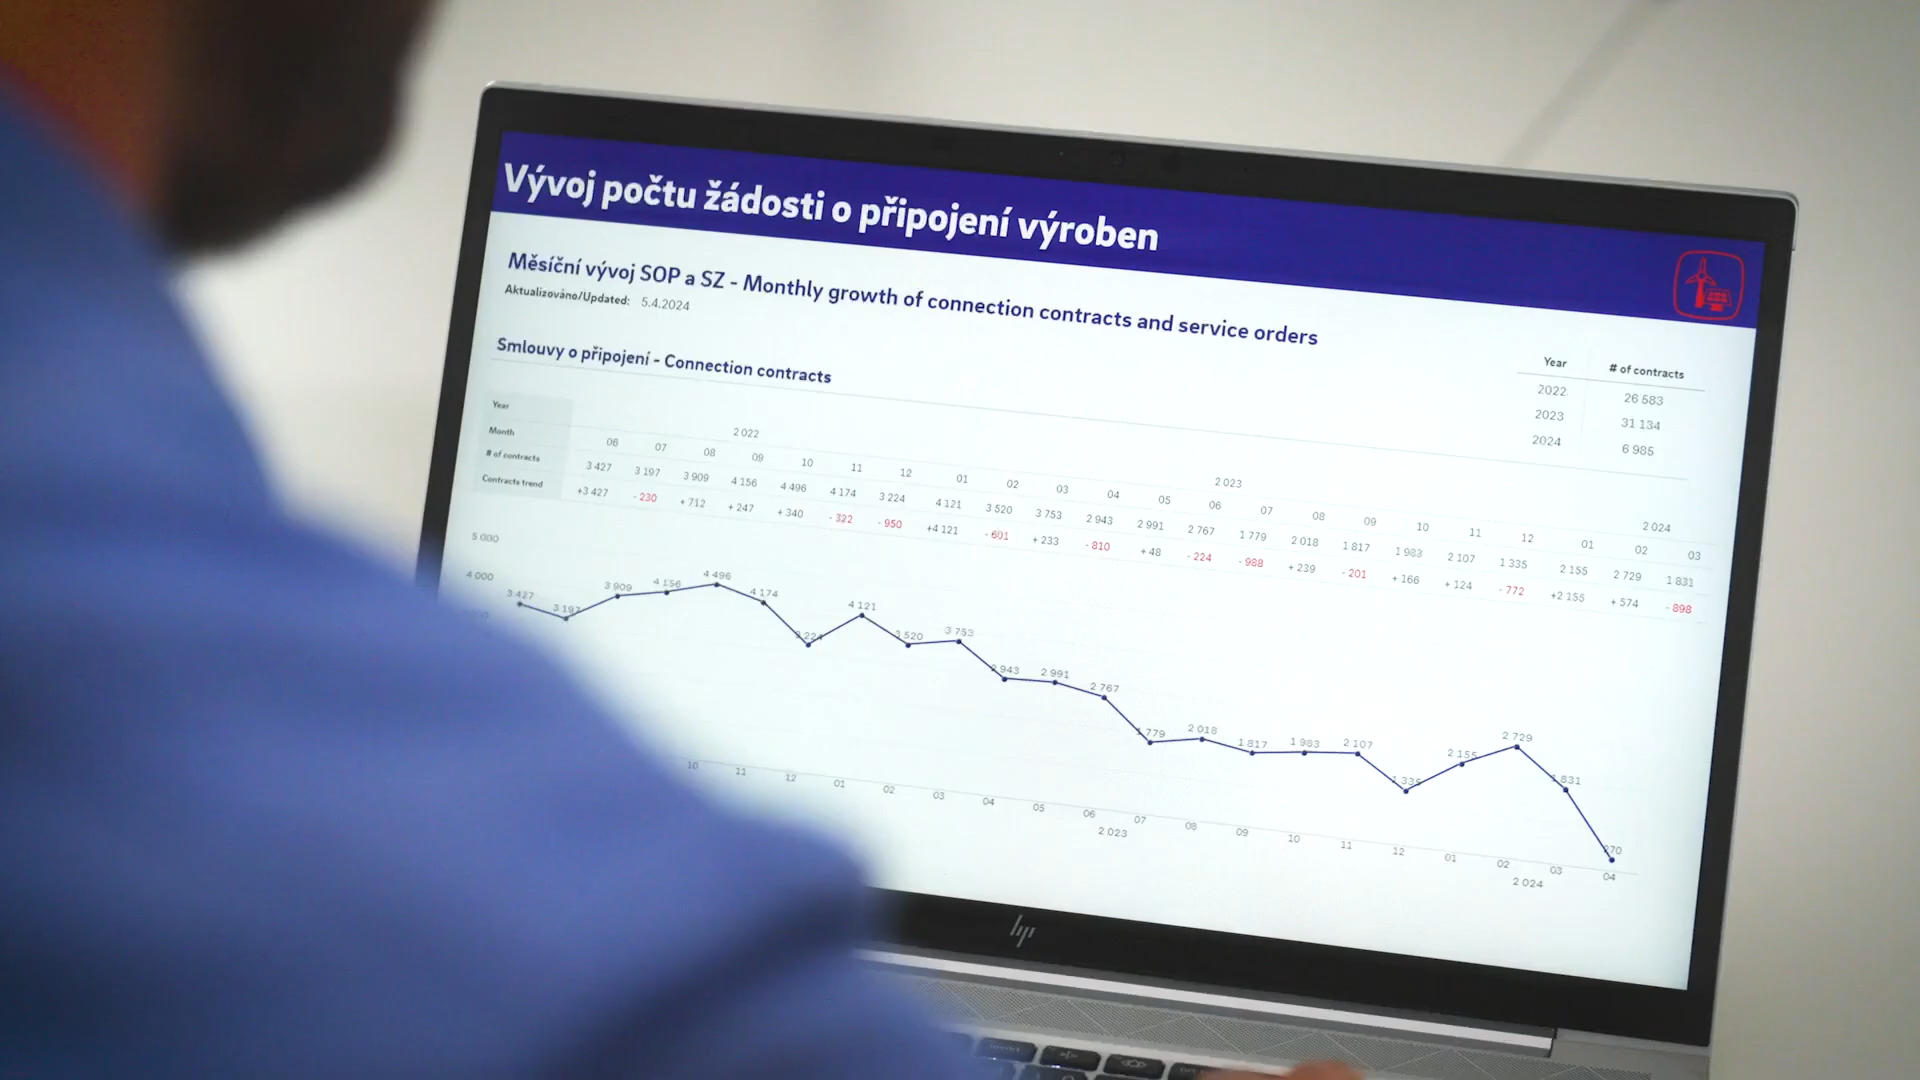 Vývoj počtu žádosti o připojení výroben
Měsíční vývoj SOP a SZ - Monthly growth of connection contracts and service orders
Aktualizováno/Updated: 5.4.2024
Smlouvy o připojení - Connection contracts
Year # of contracts
2022 26 583
2023 31 134
2024 6 985
Year 2 022 2 023 2 024
Month 06 07 08 09 10 11 12 01 02 03 04 05 06 07 08 09 10 11 12 01 02 03
# of contracts 3 427 3 197 3 909 4 156 4 496 4 174 3 224 4 121 3 520 3 753 2 943 2 991 2 767 1 779 2 018 1 817 1 983 2 107 1 335 2 155 2 729 1 831
Contracts trend +3 427 - 230 + 712 + 247 + 340 - 322 - 950 +4 121 - 601 + 233 - 810 + 48 - 224 - 988 + 239 - 201 + 166 + 124 - 772 +2 155 + 574 - 898
5 000
4 000
3 427 3 197 3 909 4 156 4 496 4 174 3 224 4 121 3 520 3 753 2 943 2 991 2 767 1 779 2 018 1 817 1 983 2 107 1 335 2 155 2 729 1 831 270
10 11 12 01 02 03 04 05 06 07 08 09 10 11 12 01 02 03 04
2 023 2 024
hp